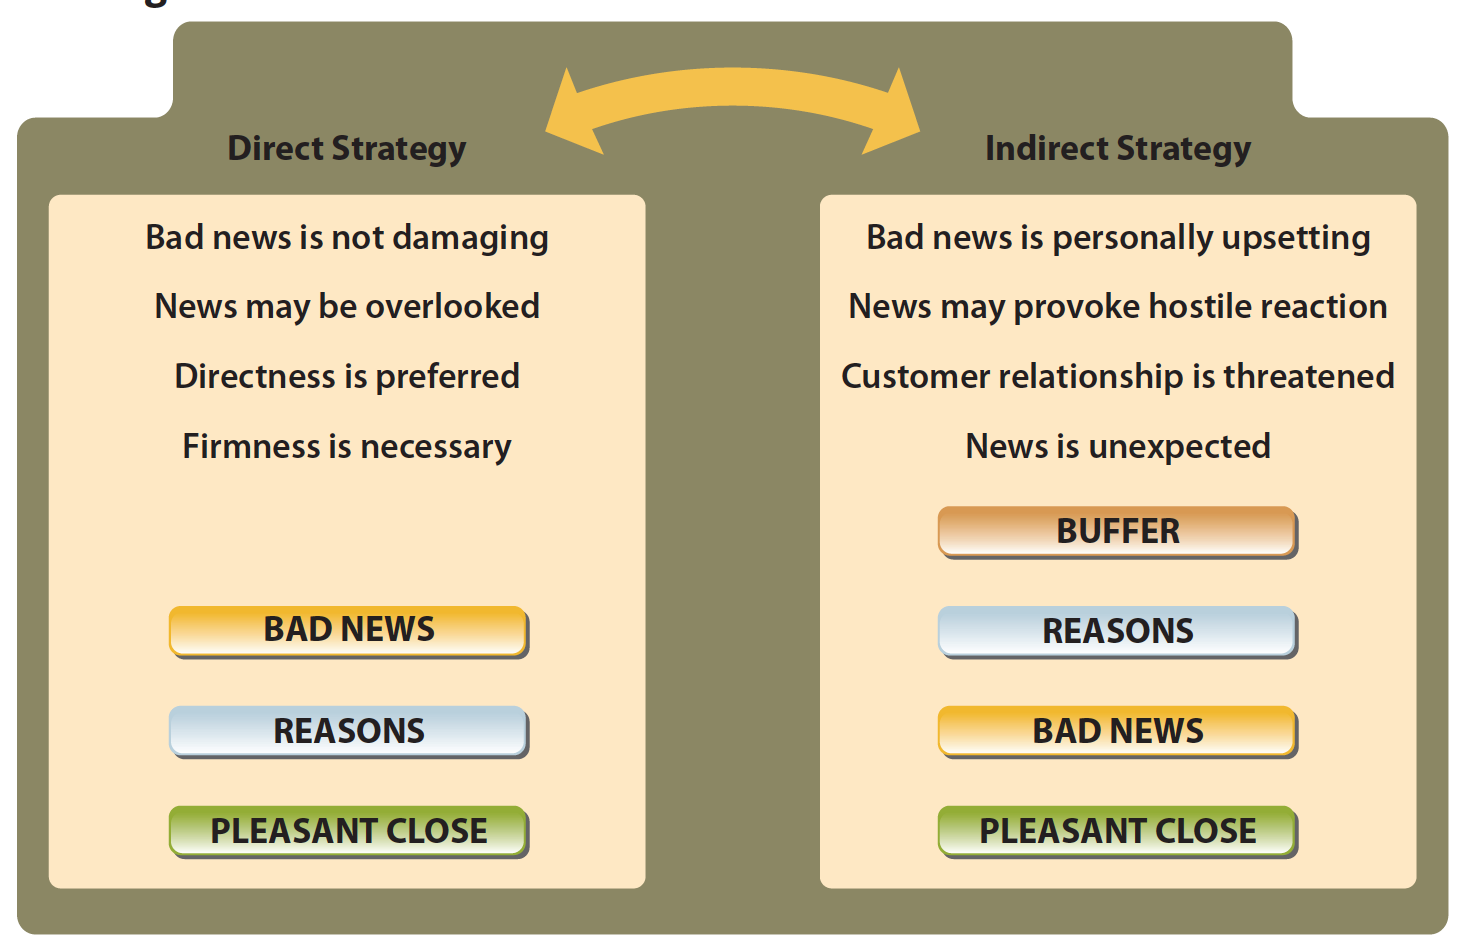 Direct Strategy
Bad news is not damaging
News may be overlooked
Directness is preferred
Firmness is necessary
BAD NEWS
REASONS
PLEASANT CLOSE
Indirect Strategy
Bad news is personally upsetting
News may provoke hostile reaction
Customer relationship is threatened
News is unexpected
BUFFER
REASONS
BAD NEWS
PLEASANT CLOSE